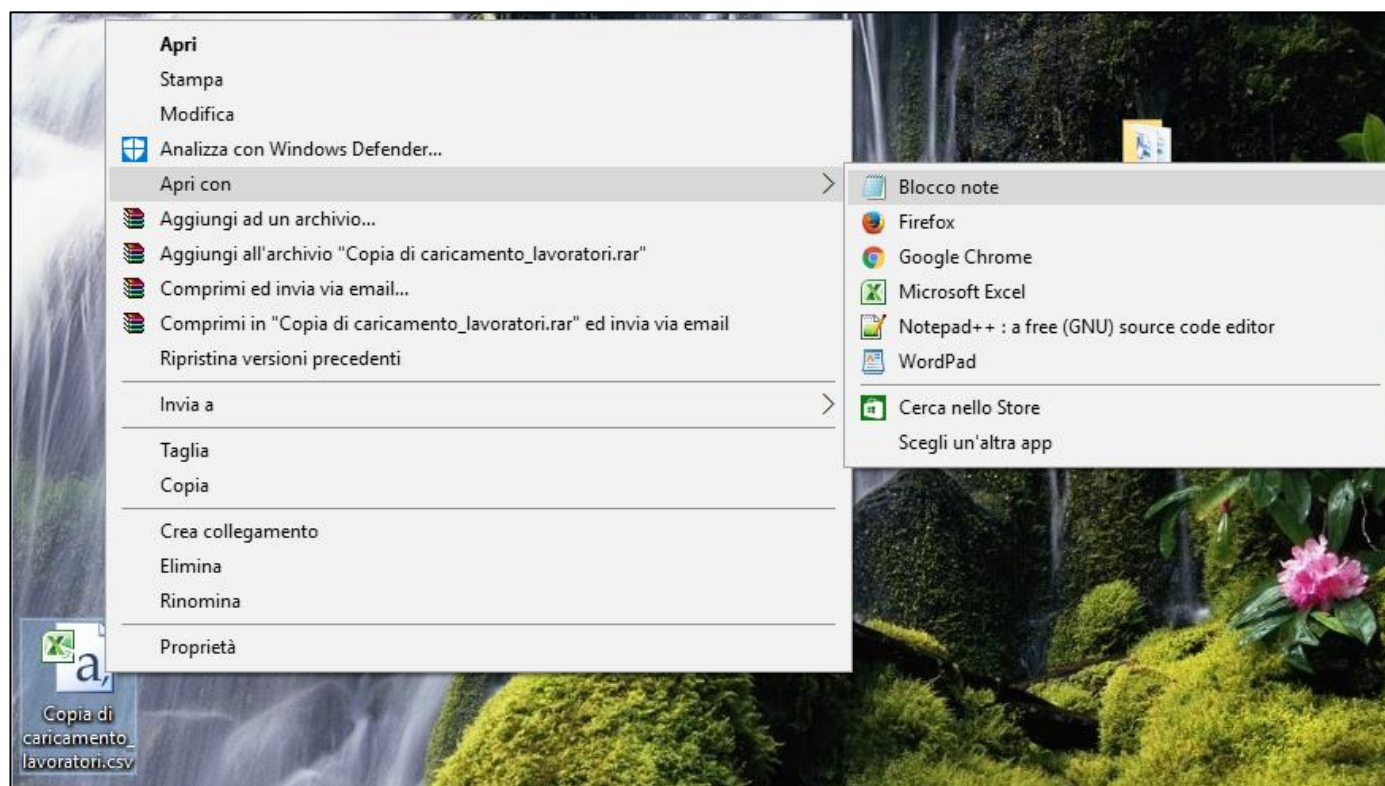 Apri
Stampa
Modifica
Analizza con Windows Defender...
Apri con
Aggiungi ad un archivio...
Aggiungi all'archivio "Copia di caricamento_lavoratori.rar"
Comprimi ed invia via email...
Comprimi in "Copia di caricamento_lavoratori.rar" ed invia via email
Ripristina versioni precedenti
Invia a
Taglia
Copia
Crea collegamento
Elimina
Rinomina
Proprietà
Blocco note
Firefox
Google Chrome
Microsoft Excel
Notepad++ : a free (GNU) source code editor
WordPad
Cerca nello Store
Scegli un'altra app
a,
Copia di
caricamento_
lavoratori.csv